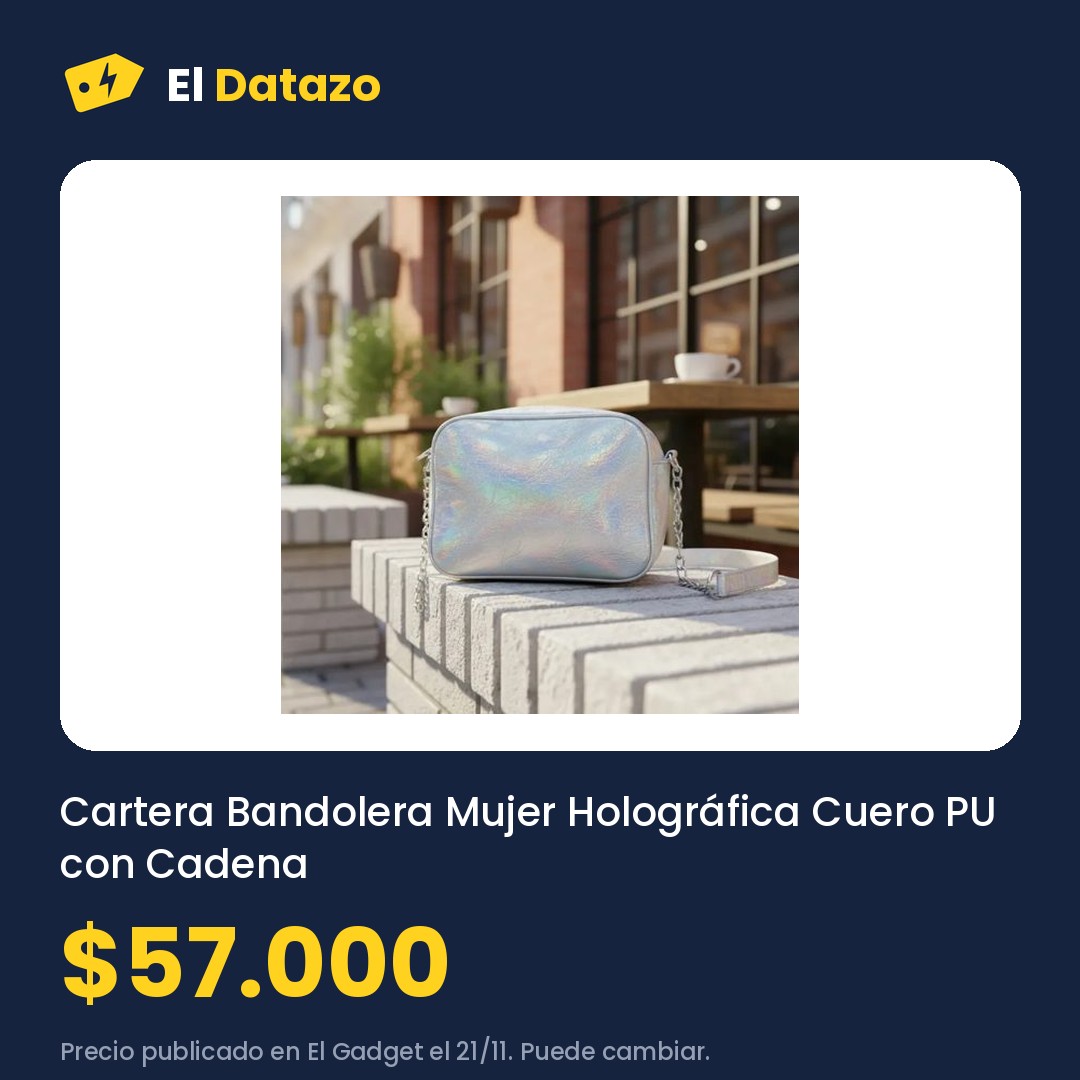 El Datazo
Cartera Bandolera Mujer Holográfica Cuero PU
con Cadena
$57.000
Precio publicado en El Gadget el 21/11. Puede cambiar.